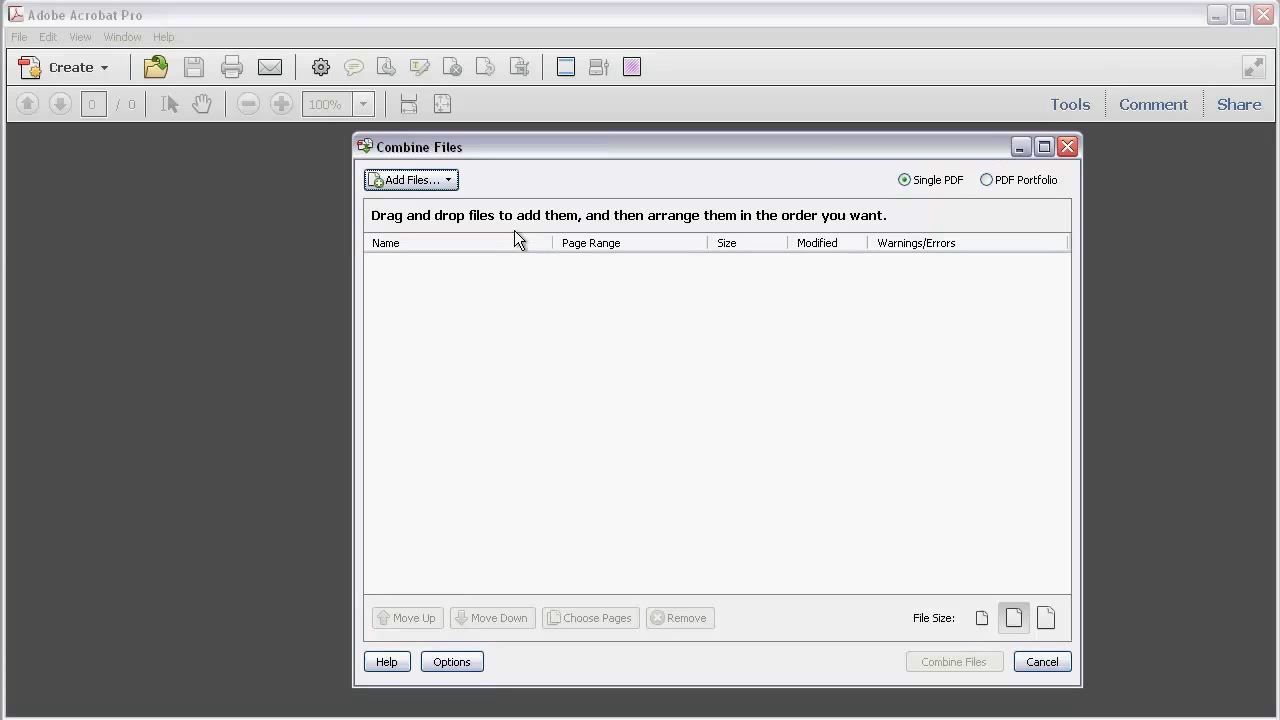 Adobe Acrobat Pro
File Edit View Window Help
Create
0 / 0 100% Tools Comment Share
Combine Files
Add Files... Single PDF PDF Portfolio
Drag and drop files to add them, and then arrange them in the order you want.
Name Page Range Size Modified Warnings/Errors
Move Up Move Down Choose Pages Remove File Size:
Help Options Combine Files Cancel